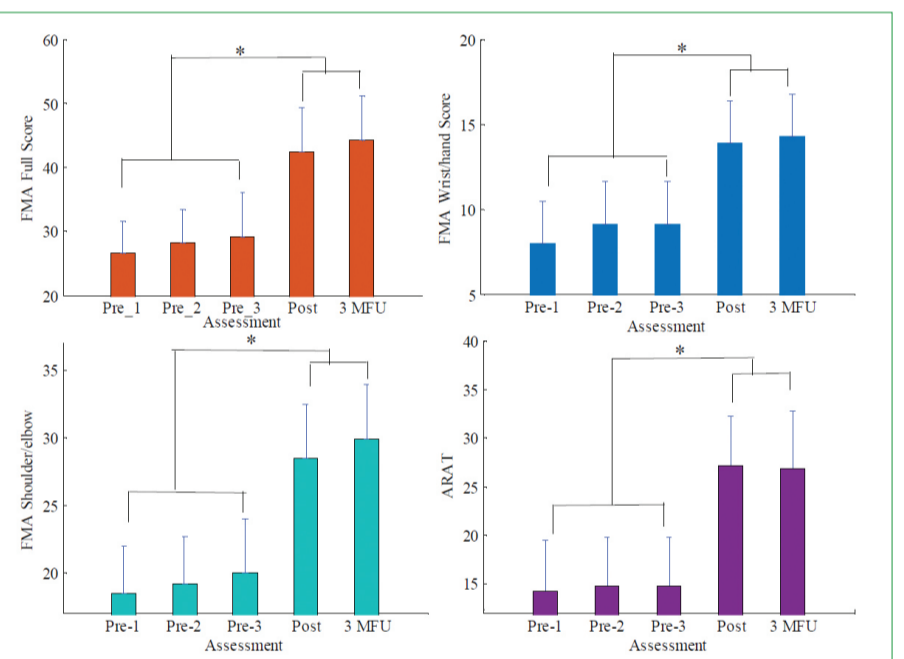 60
50
40
30
20
FMA Full Score
*
Pre_1 Pre_2 Pre_3 Post 3 MFU
Assessment
20
15
10
5
FMA Wrist/hand Score
*
Pre-1 Pre-2 Pre-3 Post 3 MFU
Assessment
35
30
25
20
FMA Shoulder/elbow
*
Pre-1 Pre-2 Pre-3 Post 3 MFU
Assessment
40
35
30
25
20
15
ARAT
*
Pre-1 Pre-2 Pre-3 Post 3 MFU
Assessment